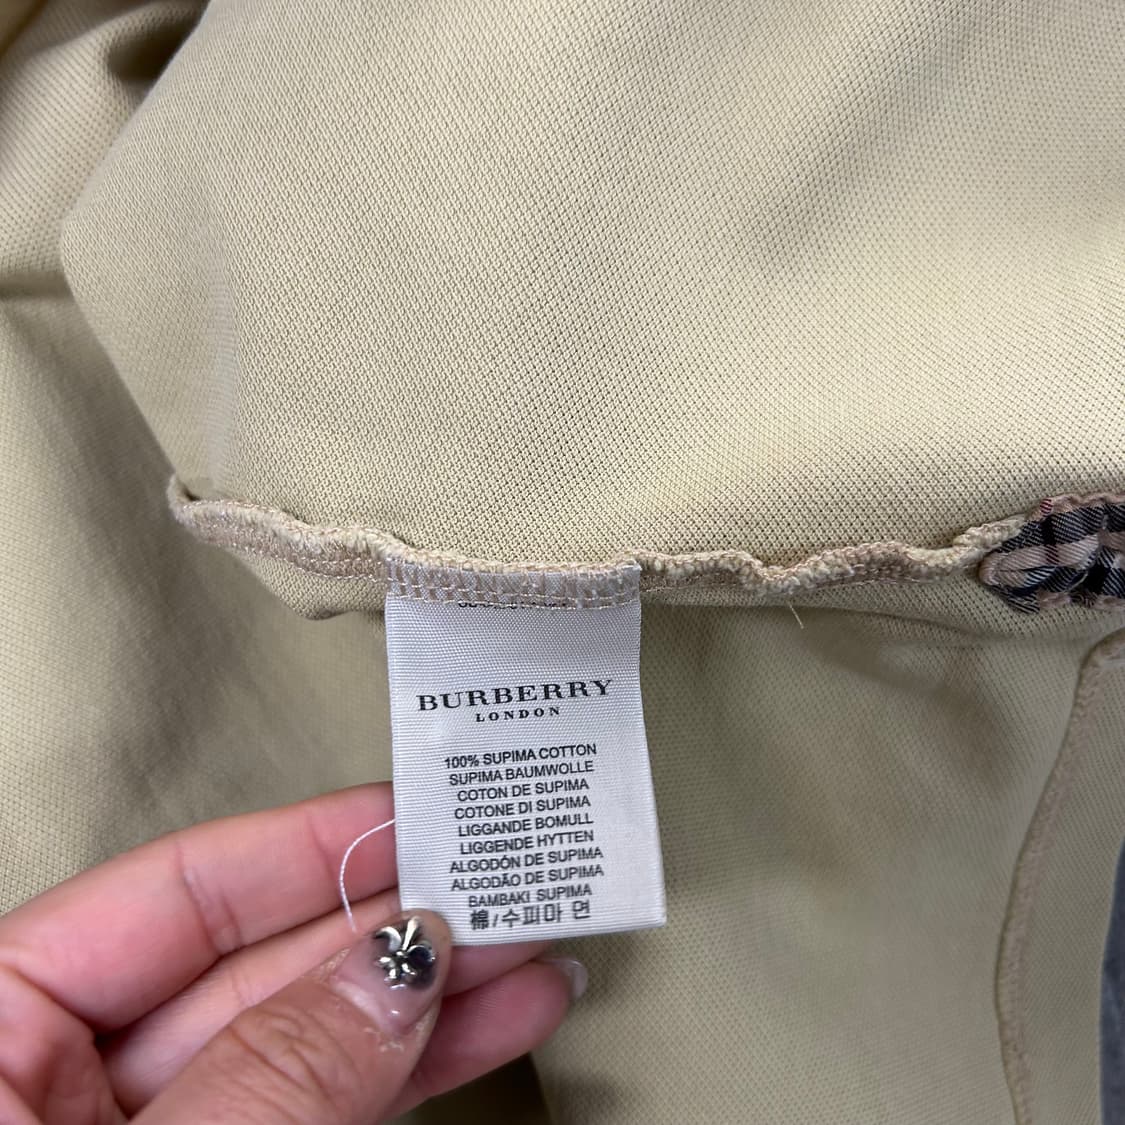 BURBERRY
LONDON
100% SUPIMA COTTON
SUPIMA BAUMWOLLE
COTON DE SUPIMA
COTONE DI SUPIMA
LIGGANDE BOMULL
LIGGENDE HYTTEN
ALGODÓN DE SUPIMA
ALGODÃO DE SUPIMA
BAMBAKI SUPIMA
棉/수피마 면